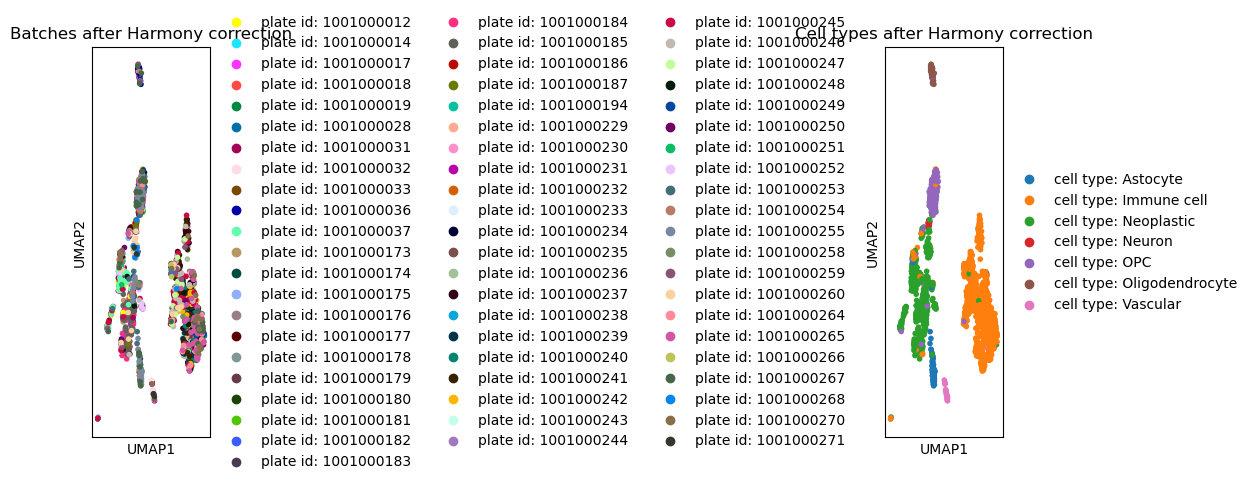 Batches after Harmony correction
UMAP2
UMAP1
plate id: 1001000012
plate id: 1001000014
plate id: 1001000017
plate id: 1001000018
plate id: 1001000019
plate id: 1001000028
plate id: 1001000031
plate id: 1001000032
plate id: 1001000033
plate id: 1001000036
plate id: 1001000037
plate id: 1001000173
plate id: 1001000174
plate id: 1001000175
plate id: 1001000176
plate id: 1001000177
plate id: 1001000178
plate id: 1001000179
plate id: 1001000180
plate id: 1001000181
plate id: 1001000182
plate id: 1001000183
plate id: 1001000184
plate id: 1001000185
plate id: 1001000186
plate id: 1001000187
plate id: 1001000194
plate id: 1001000229
plate id: 1001000230
plate id: 1001000231
plate id: 1001000232
plate id: 1001000233
plate id: 1001000234
plate id: 1001000235
plate id: 1001000236
plate id: 1001000237
plate id: 1001000238
plate id: 1001000239
plate id: 1001000240
plate id: 1001000241
plate id: 1001000242
plate id: 1001000243
plate id: 1001000244
plate id: 1001000245
plate id: 1001000246
plate id: 1001000247
plate id: 1001000248
plate id: 1001000249
plate id: 1001000250
plate id: 1001000251
plate id: 1001000252
plate id: 1001000253
plate id: 1001000254
plate id: 1001000255
plate id: 1001000258
plate id: 1001000259
plate id: 1001000260
plate id: 1001000264
plate id: 1001000265
plate id: 1001000266
plate id: 1001000267
plate id: 1001000268
plate id: 1001000270
plate id: 1001000271
Cell types after Harmony correction
UMAP2
UMAP1
cell type: Astocyte
cell type: Immune cell
cell type: Neoplastic
cell type: Neuron
cell type: OPC
cell type: Oligodendrocyte
cell type: Vascular